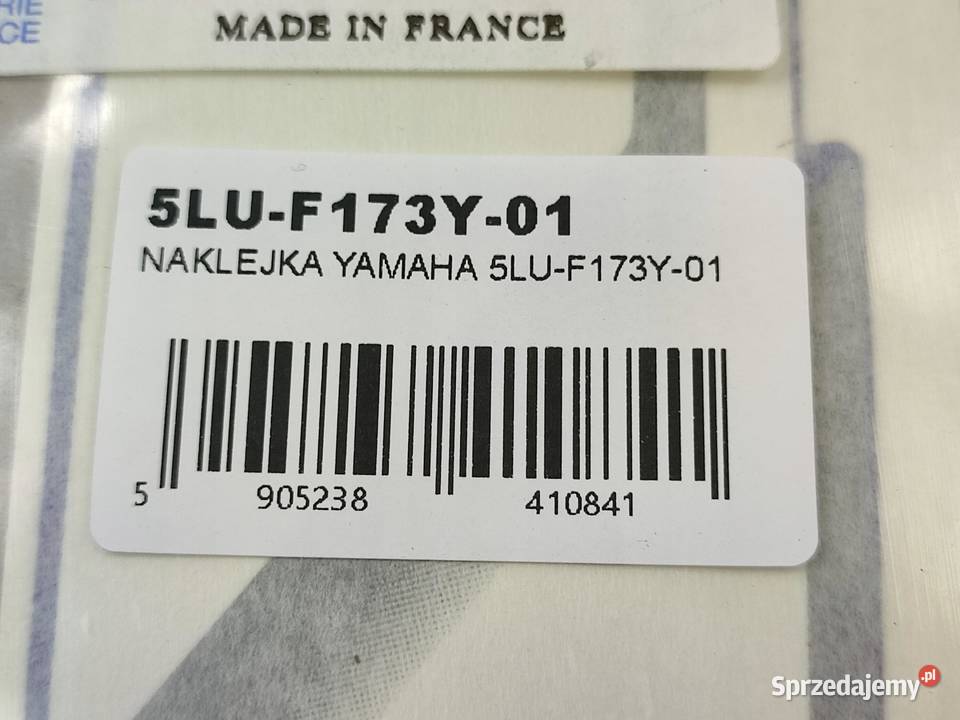 MADE IN FRANCE
5LU-F173Y-01
NAKLEJKA YAMAHA 5LU-F173Y-01
5 905238 410841
Sprzedajemy.pl